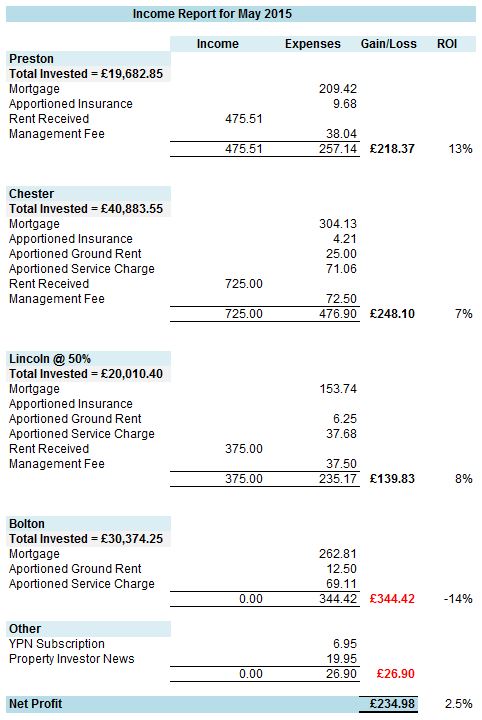 Income Report for May 2015
Income Expenses Gain/Loss ROI
Preston
Total Invested = £19,682.85
Mortgage 209.42
Apportioned Insurance 9.68
Rent Received 475.51
Management Fee 38.04
475.51 257.14 £218.37 13%
Chester
Total Invested = £40,883.55
Mortgage 304.13
Apportioned Insurance 4.21
Aportioned Ground Rent 25.00
Aportioned Service Charge 71.06
Rent Received 725.00
Management Fee 72.50
725.00 476.90 £248.10 7%
Lincoln @ 50%
Total Invested = £20,010.40
Mortgage 153.74
Apportioned Insurance
Aportioned Ground Rent 6.25
Aportioned Service Charge 37.68
Rent Received 375.00
Management Fee 37.50
375.00 235.17 £139.83 8%
Bolton
Total Invested = £30,374.25
Mortgage 262.81
Aportioned Ground Rent 12.50
Aportioned Service Charge 69.11
0.00 344.42 £344.42 -14%
Other
YPN Subscription 6.95
Property Investor News 19.95
0.00 26.90 £26.90
Net Profit £234.98 2.5%